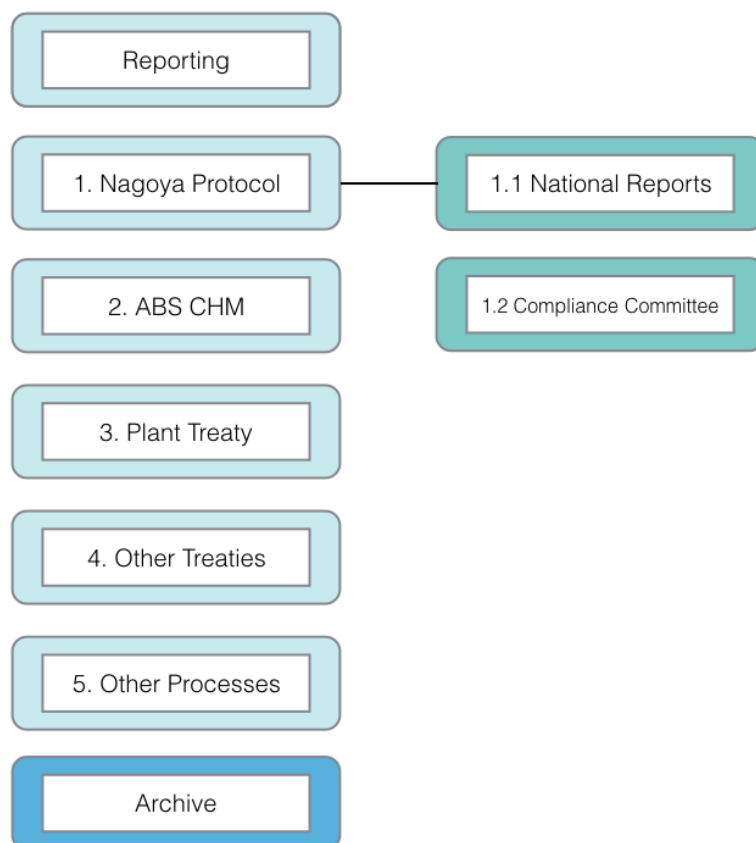 Reporting
1. Nagoya Protocol
1.1 National Reports
2. ABS CHM
1.2 Compliance Committee
3. Plant Treaty
4. Other Treaties
5. Other Processes
Archive